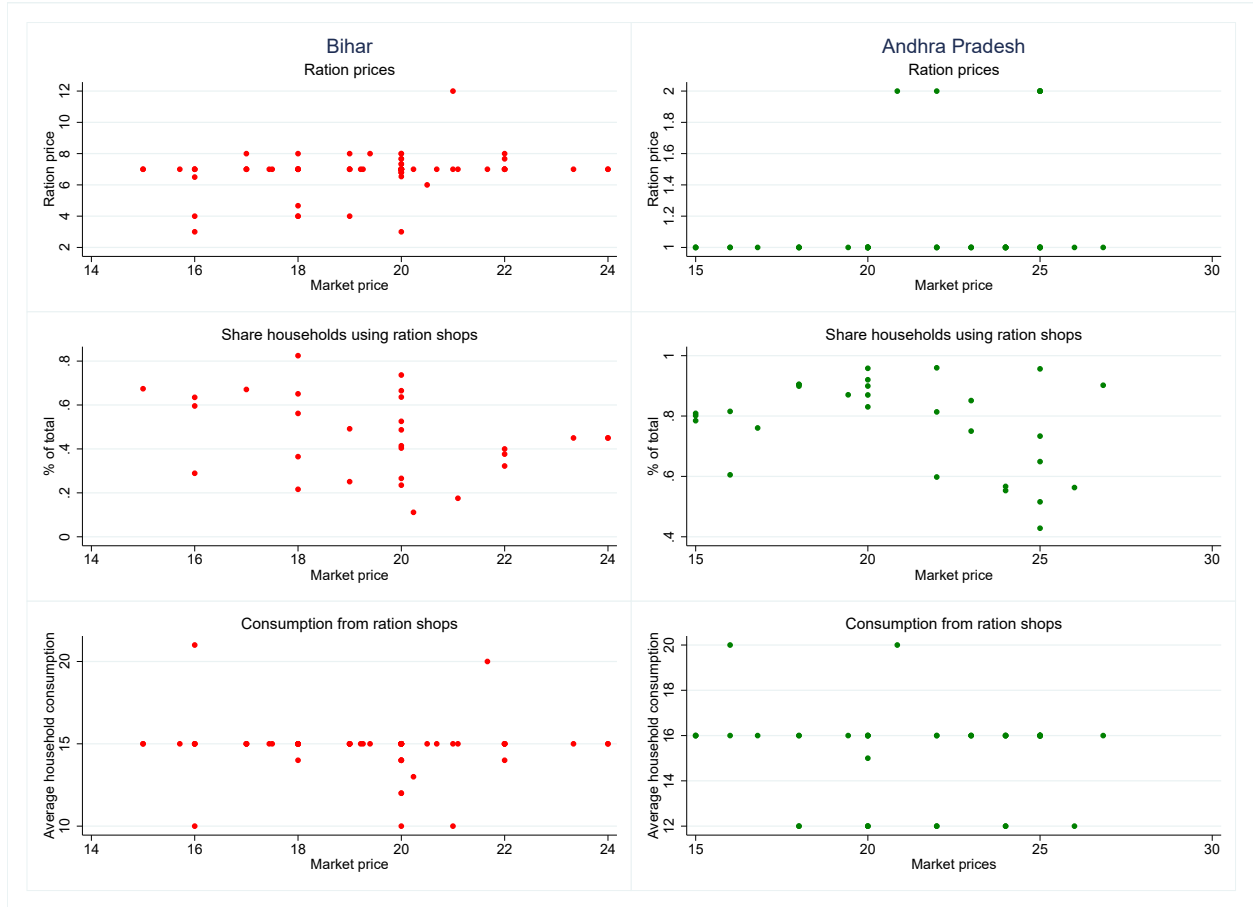 Bihar
Ration prices
Ration price
12
10
8
6
4
2
14 16 18 20 22 24
Market price
Andhra Pradesh
Ration prices
Ration price
2
1.8
1.6
1.4
1.2
1
15 20 25 30
Market price
Share households using ration shops
% of total
.8
.6
.4
.2
0
14 16 18 20 22 24
Market price
Share households using ration shops
% of total
1
.8
.6
.4
15 20 25 30
Market price
Consumption from ration shops
Average household consumption
20
15
10
14 16 18 20 22 24
Market price
Consumption from ration shops
Average household consumption
20
18
16
14
12
15 20 25 30
Market prices